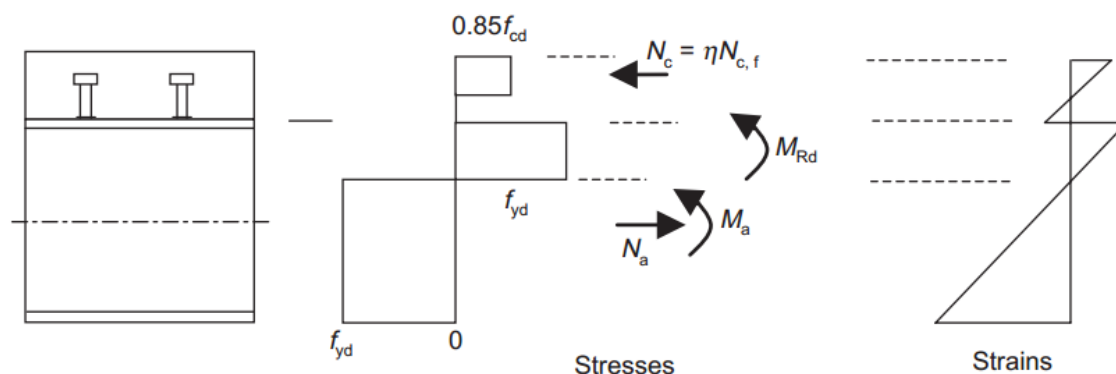 0.85f_cd
N_c = ηN_c, f
M_Rd
f_yd
M_a
N_a
f_yd
0
Stresses
Strains